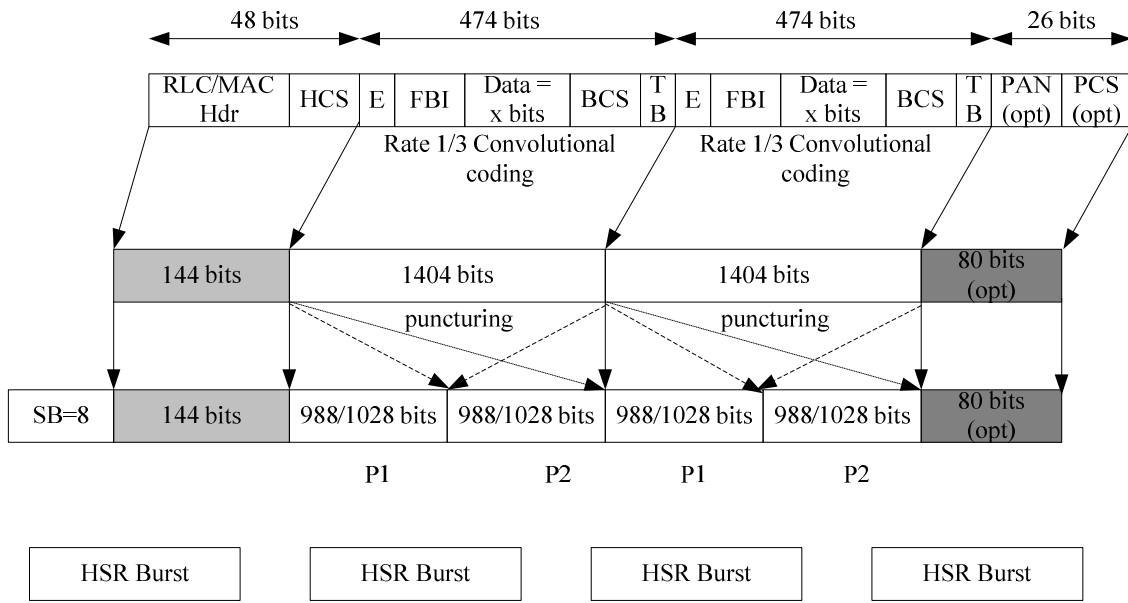 48 bits
474 bits
474 bits
26 bits
RLC/MAC
Hdr
HCS
E
FBI
Data =
x bits
BCS
T
B
E
FBI
Data =
x bits
BCS
T
B
PAN
(opt)
PCS
(opt)
Rate 1/3 Convolutional
coding
Rate 1/3 Convolutional
coding
144 bits
1404 bits
1404 bits
80 bits
(opt)
puncturing
puncturing
SB=8
144 bits
988/1028 bits
988/1028 bits
988/1028 bits
988/1028 bits
80 bits
(opt)
P1
P2
P1
P2
HSR Burst
HSR Burst
HSR Burst
HSR Burst